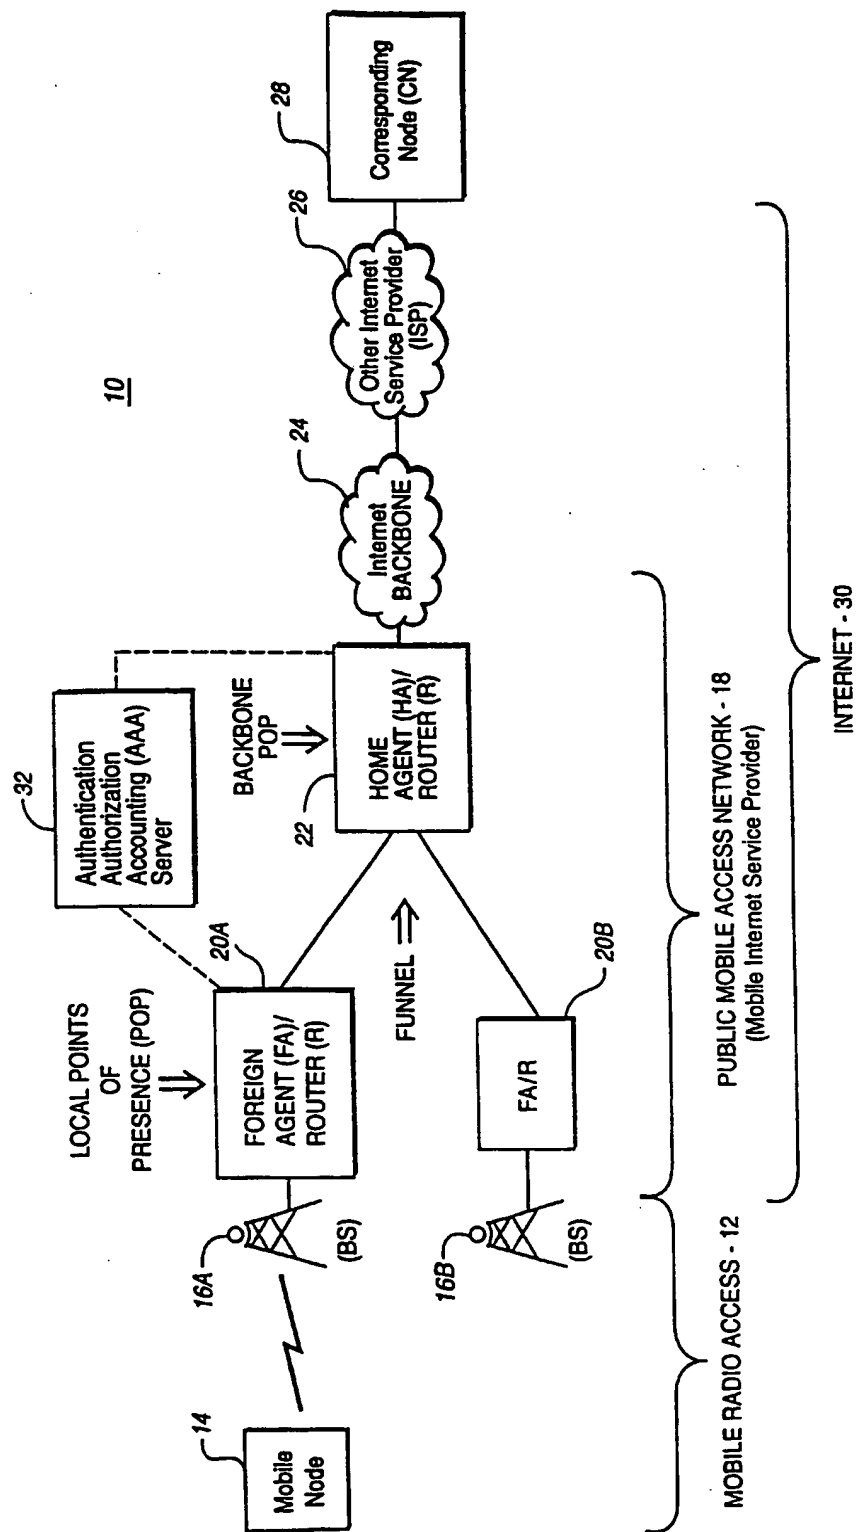 10
14
Mobile
Node
16A
(BS)
16B
(BS)
LOCAL POINTS
OF
PRESENCE (POP)
20A
FOREIGN
AGENT (FA)/
ROUTER (R)
FA/R
20B
FUNNEL
32
Authentication
Authorization
Accounting (AAA)
Server
BACKBONE
POP
22
HOME
AGENT (HA)/
ROUTER (R)
24
Internet
BACKBONE
26
Other Internet
Service Provider
(ISP)
28
Corresponding
Node (CN)
MOBILE RADIO ACCESS - 12
PUBLIC MOBILE ACCESS NETWORK - 18
(Mobile Internet Service Provider)
INTERNET - 30